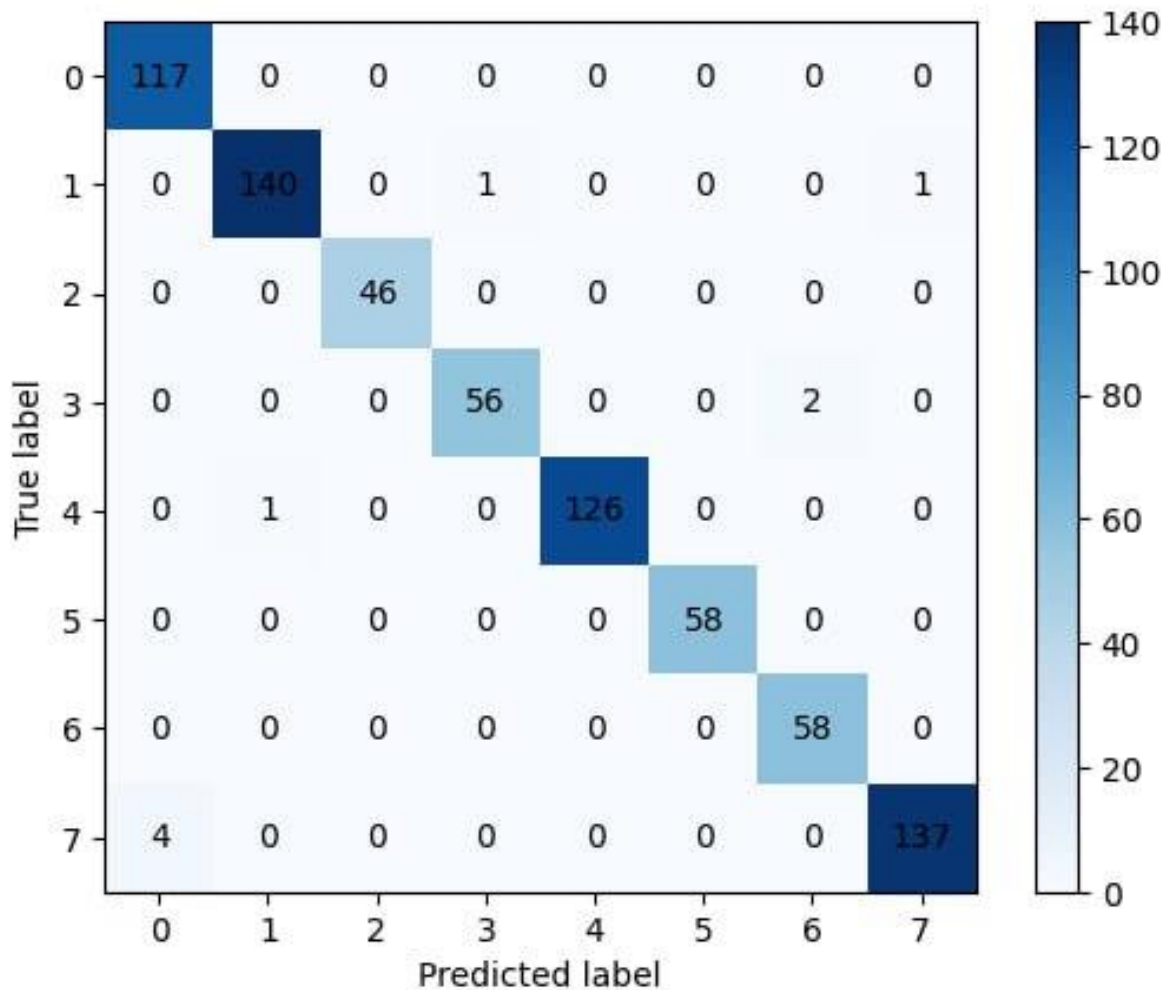 0 117 0 0 0 0 0 0 0
1 0 140 0 1 0 0 0 1
2 0 0 46 0 0 0 0 0
3 0 0 0 56 0 0 2 0
4 0 1 0 0 126 0 0 0
5 0 0 0 0 0 58 0 0
6 0 0 0 0 0 0 58 0
7 4 0 0 0 0 0 0 137
0 1 2 3 4 5 6 7
True label
Predicted label
140
120
100
80
60
40
20
0